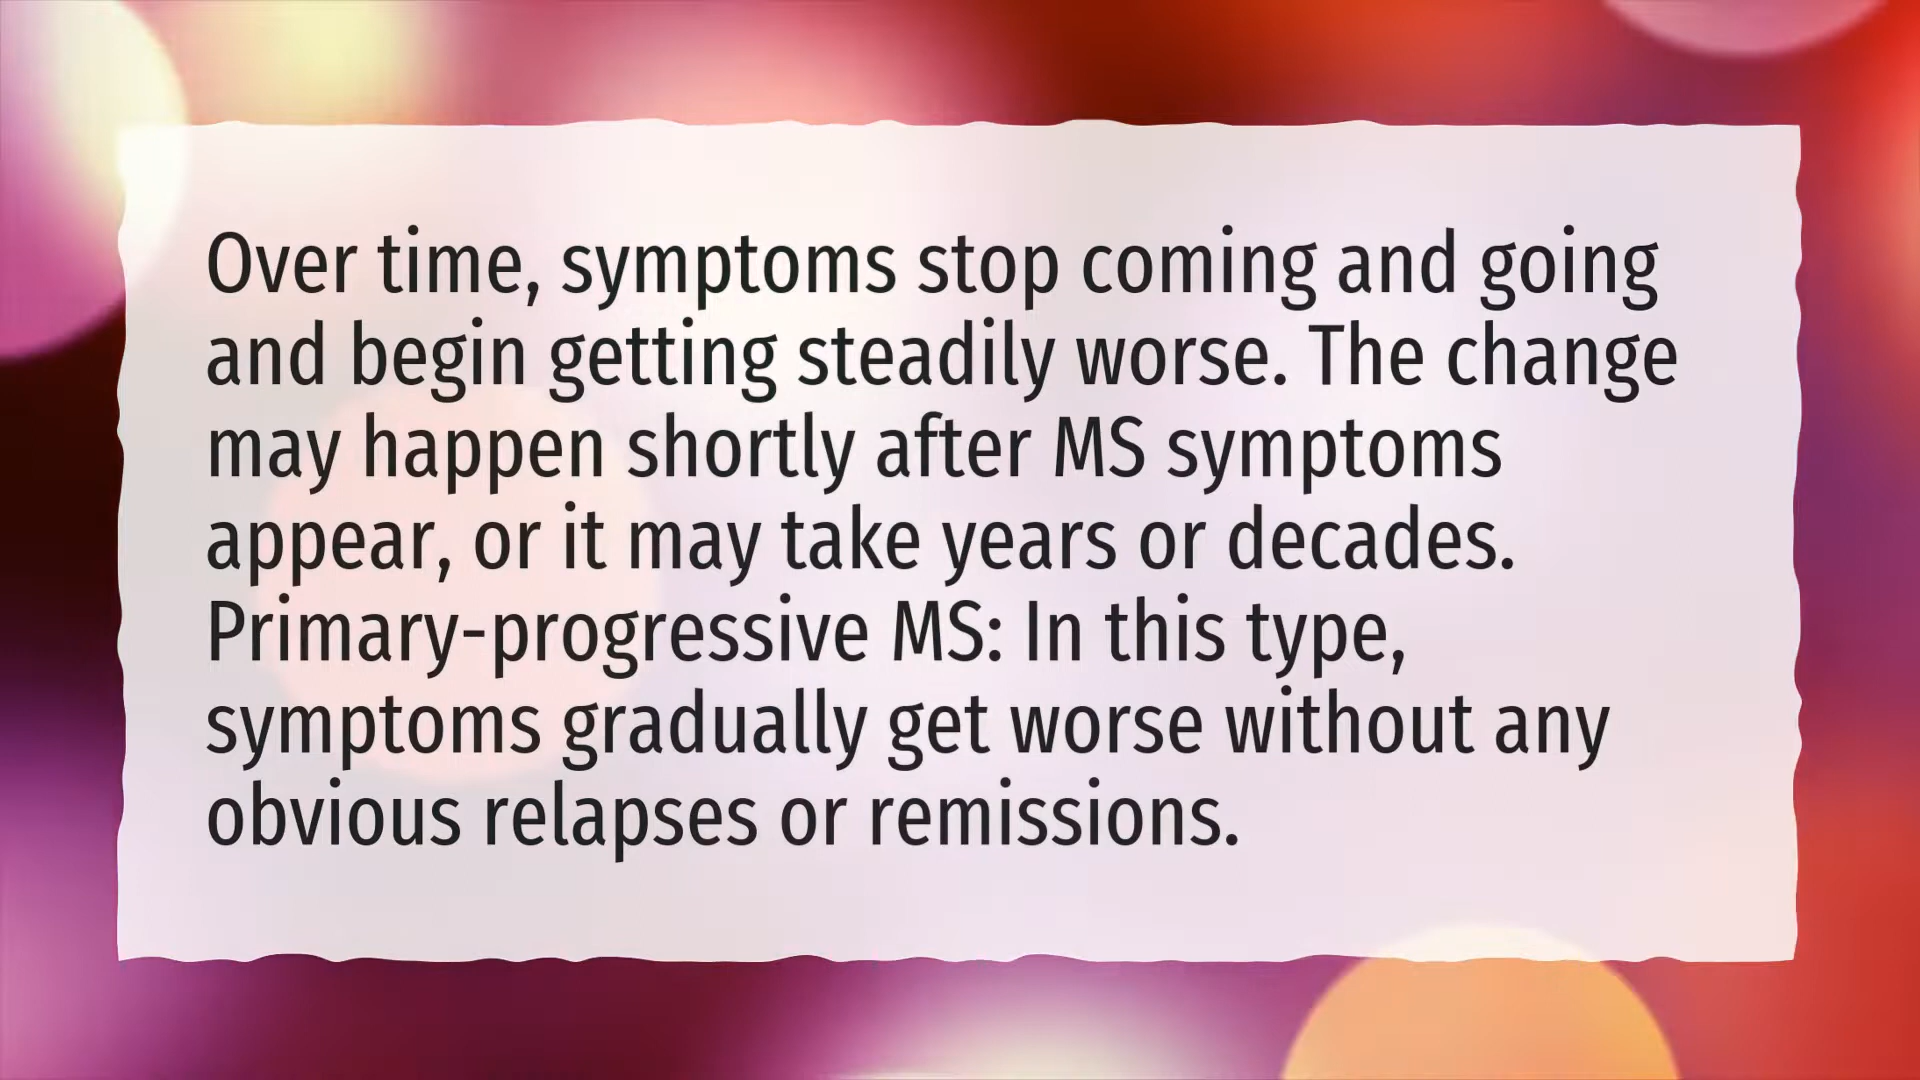 Over time, symptoms stop coming and going
and begin getting steadily worse. The change
may happen shortly after MS symptoms
appear, or it may take years or decades.
Primary-progressive MS: In this type,
symptoms gradually get worse without any
obvious relapses or remissions.